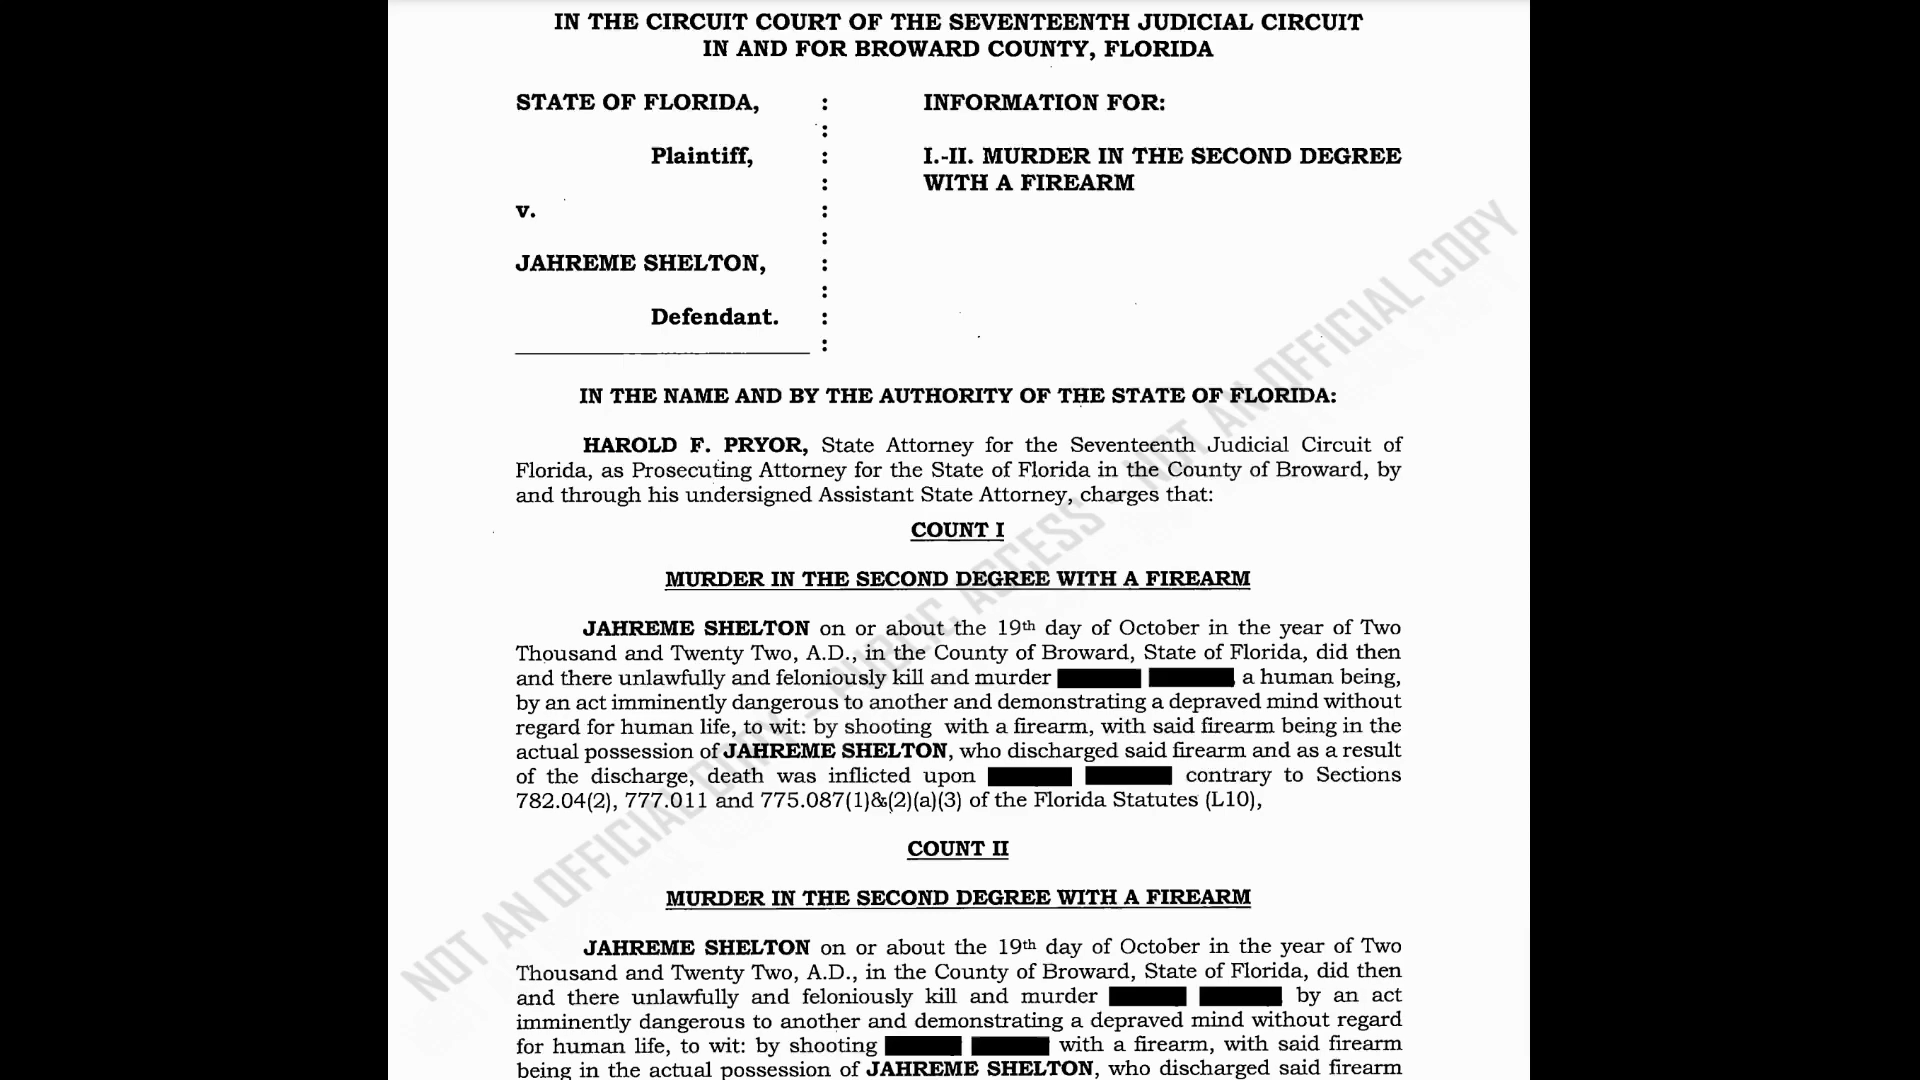 IN THE CIRCUIT COURT OF THE SEVENTEENTH JUDICIAL CIRCUIT
IN AND FOR BROWARD COUNTY, FLORIDA
STATE OF FLORIDA, : INFORMATION FOR:
:
Plaintiff, : I.-II. MURDER IN THE SECOND DEGREE
: WITH A FIREARM
v. :
:
JAHREME SHELTON, :
:
Defendant. :
:
IN THE NAME AND BY THE AUTHORITY OF THE STATE OF FLORIDA:
HAROLD F. PRYOR, State Attorney for the Seventeenth Judicial Circuit of
Florida, as Prosecuting Attorney for the State of Florida in the County of Broward, by
and through his undersigned Assistant State Attorney, charges that:
COUNT I
MURDER IN THE SECOND DEGREE WITH A FIREARM
JAHREME SHELTON on or about the 19th day of October in the year of Two
Thousand and Twenty Two, A.D., in the County of Broward, State of Florida, did then
and there unlawfully and feloniously kill and murder a human being,
by an act imminently dangerous to another and demonstrating a depraved mind without
regard for human life, to wit: by shooting with a firearm, with said firearm being in the
actual possession of JAHREME SHELTON, who discharged said firearm and as a result
of the discharge, death was inflicted upon contrary to Sections
782.04(2), 777.011 and 775.087(1)&(2)(a)(3) of the Florida Statutes (L10),
COUNT II
MURDER IN THE SECOND DEGREE WITH A FIREARM
JAHREME SHELTON on or about the 19th day of October in the year of Two
Thousand and Twenty Two, A.D., in the County of Broward, State of Florida, did then
and there unlawfully and feloniously kill and murder by an act
imminently dangerous to another and demonstrating a depraved mind without regard
for human life, to wit: by shooting with a firearm, with said firearm
being in the actual possession of JAHREME SHELTON, who discharged said firearm
NOT AN OFFICIAL COPY - PUBLIC ACCESS - NOT AN OFFICIAL COPY